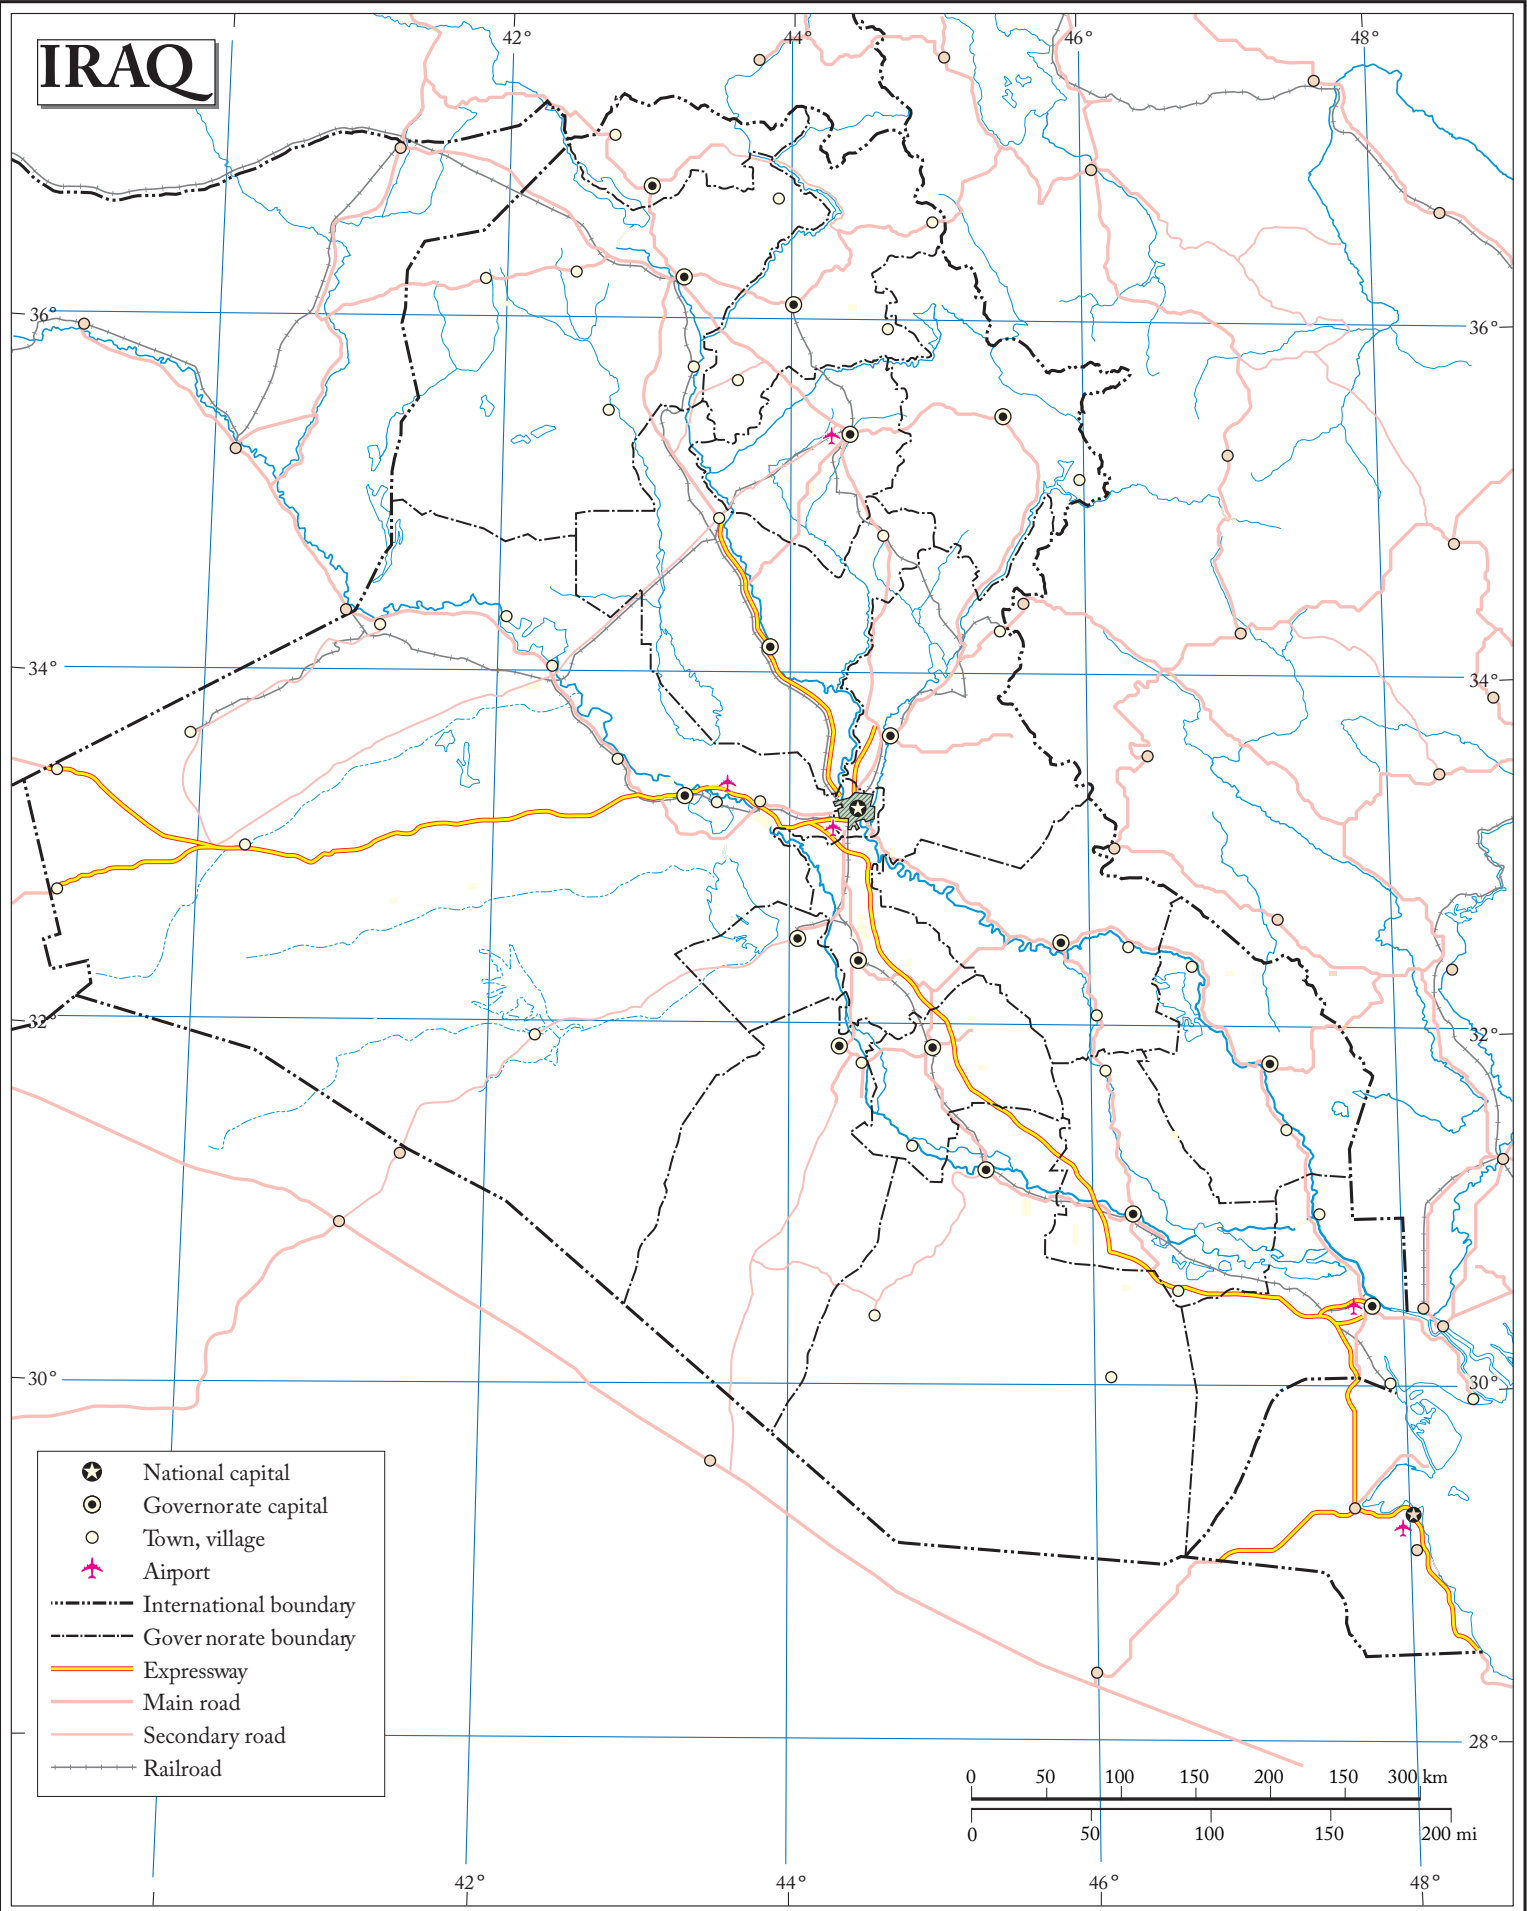 IRAQ
42° 44° 46° 48°
36° 36°
34° 34°
32° 32°
30° 30°
National capital
Governorate capital
Town, village
Airport
International boundary
Governorate boundary
Expressway
Main road
Secondary road
Railroad
28°
0 50 100 150 200 150 300 km
0 50 100 150 200 mi
42° 44° 46° 48°